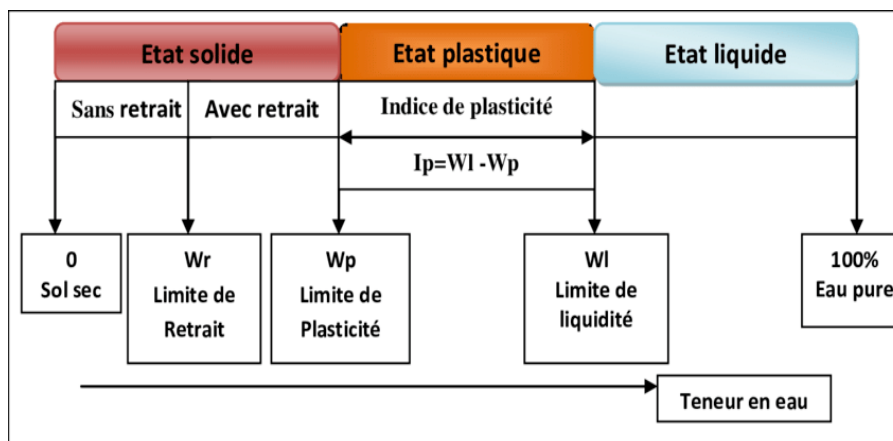 Etat solide
Etat plastique
Etat liquide
Sans retrait
Avec retrait
Indice de plasticité
Ip=Wl -Wp
0
Sol sec
Wr
Limite de
Retrait
Wp
Limite de
Plasticité
Wl
Limite de
liquidité
100%
Eau pure
Teneur en eau